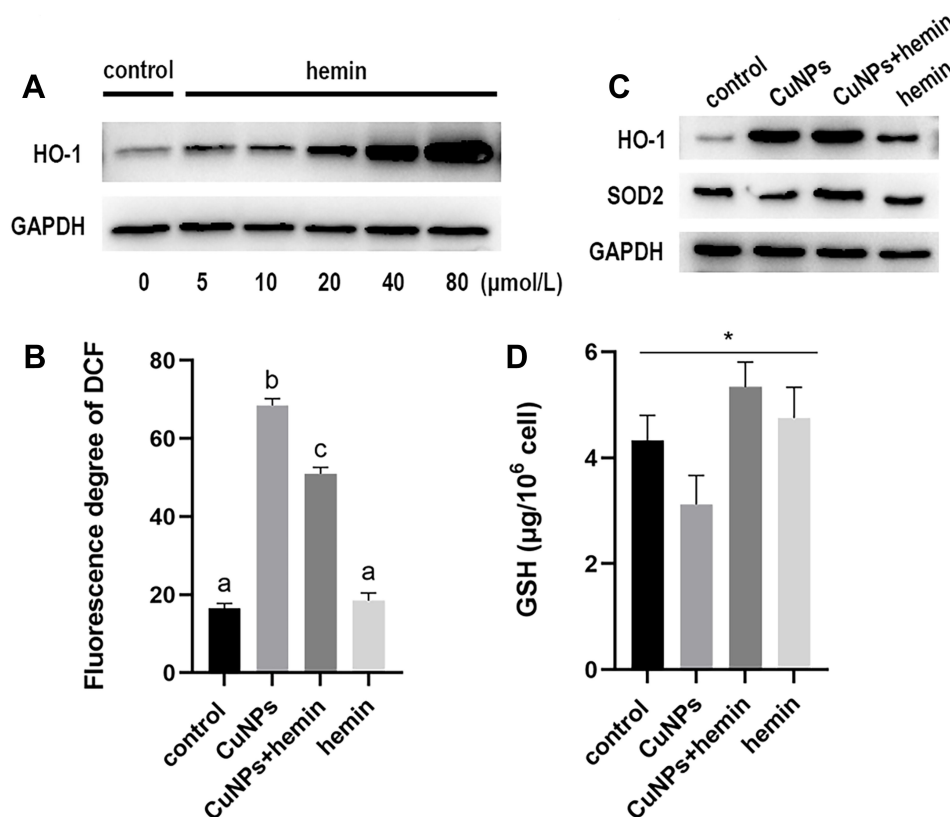 A
control hemin
HO-1
GAPDH
0 5 10 20 40 80 (µmol/L)
C
control CuNPs CuNPs+hemin hemin
HO-1
SOD2
GAPDH
B
Fluorescence degree of DCF
80
60
40
20
0
a b c a
control CuNPs CuNPs+hemin hemin
D
GSH (µg/10⁶ cell)
6
4
2
0
*
control CuNPs CuNPs+hemin hemin